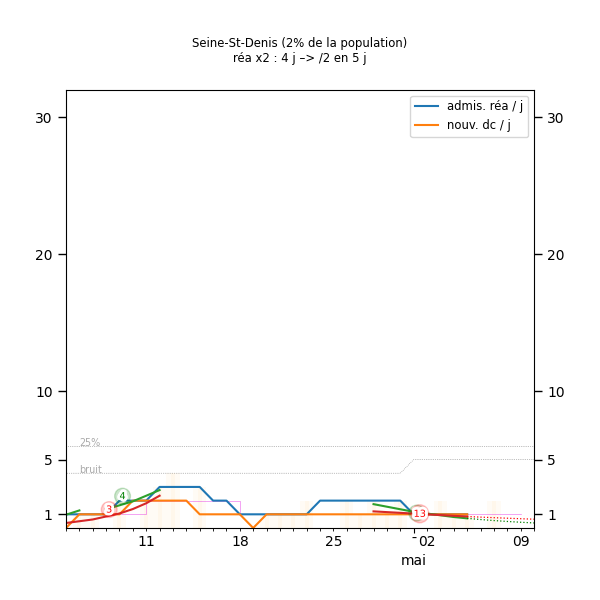 Seine-St-Denis (2% de la population)
réa x2 : 4 j –> /2 en 5 j
admis. réa / j
nouv. dc / j
30 30
20 20
10 10
25%
5 5
bruit
4
3
13
1 1
11 18 25 02 09
mai